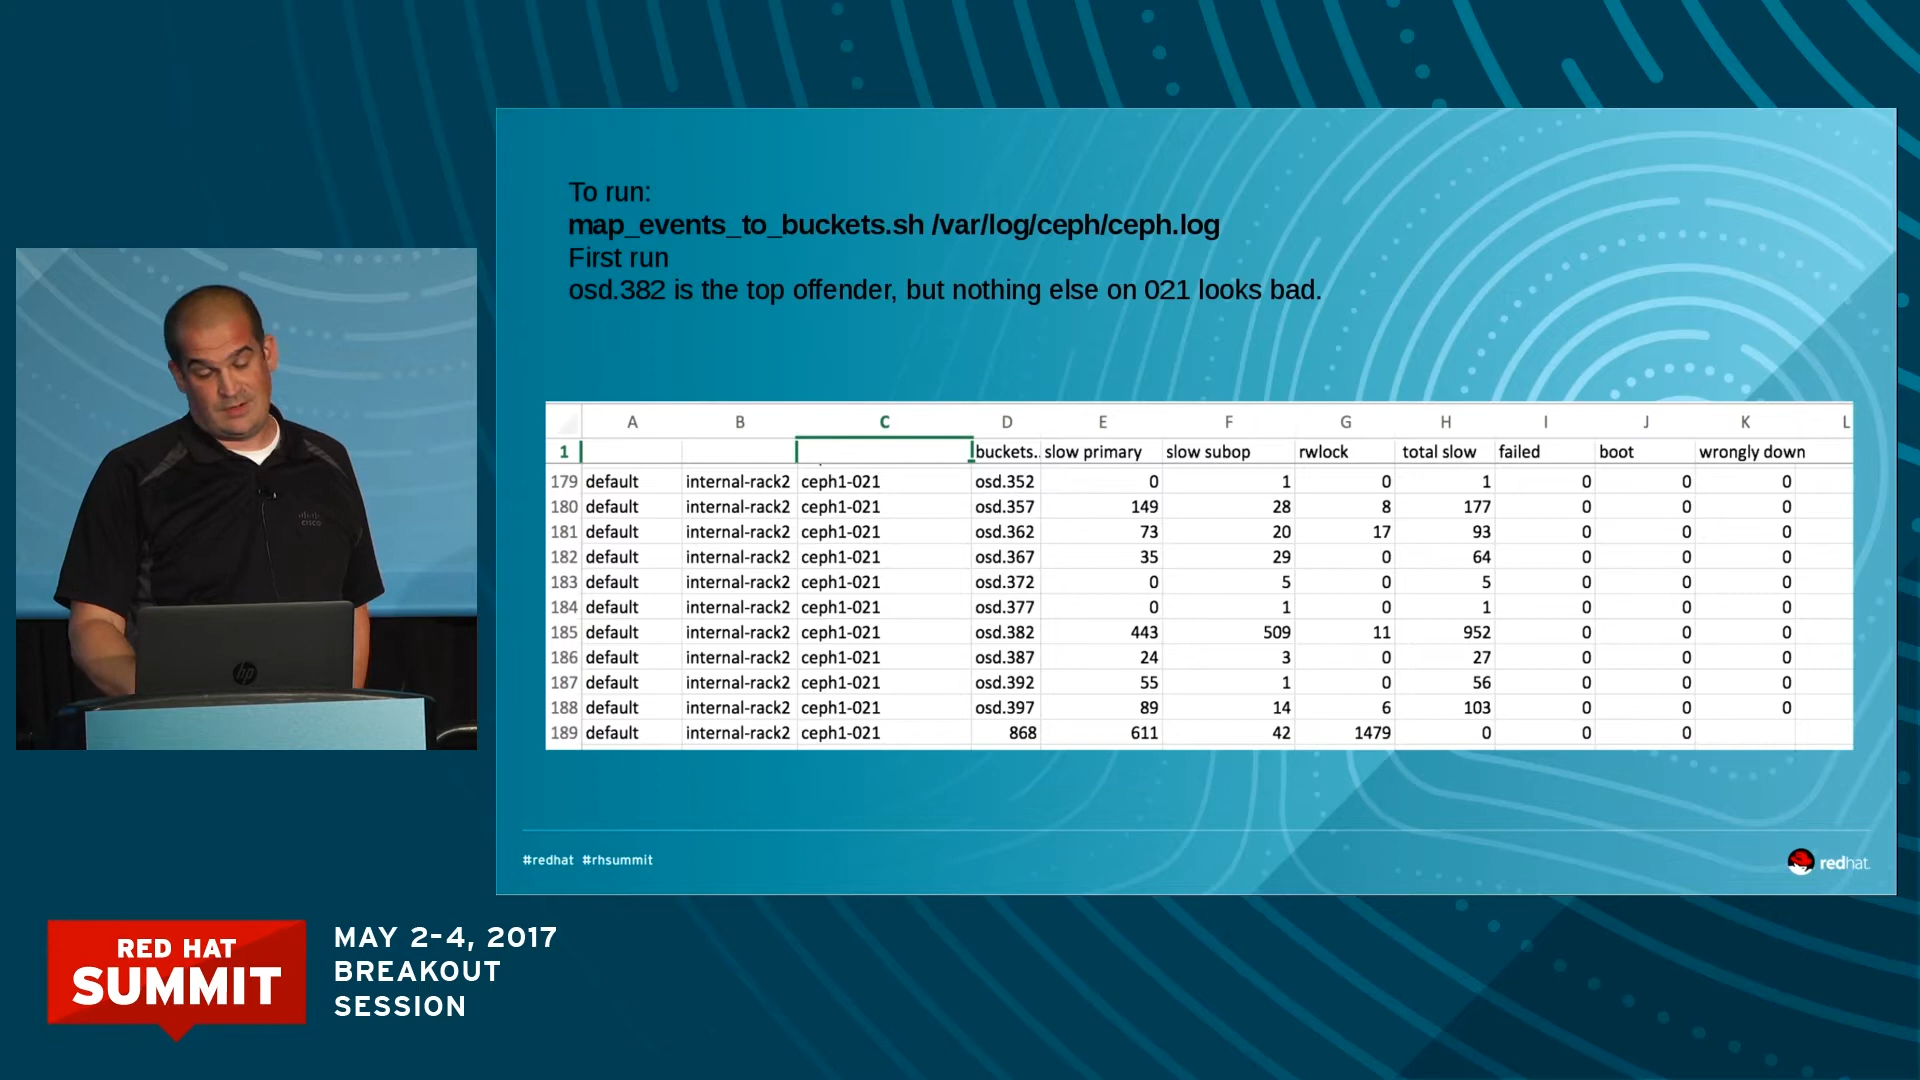 To run:
map_events_to_buckets.sh /var/log/ceph/ceph.log
First run
osd.382 is the top offender, but nothing else on 021 looks bad.
A B C D E F G H I J K L
1 buckets.. slow primary slow subop rwlock total slow failed boot wrongly down
179 default internal-rack2 ceph1-021 osd.352 0 1 0 1 0 0 0
180 default internal-rack2 ceph1-021 osd.357 149 28 8 177 0 0 0
181 default internal-rack2 ceph1-021 osd.362 73 20 17 93 0 0 0
182 default internal-rack2 ceph1-021 osd.367 35 29 0 64 0 0 0
183 default internal-rack2 ceph1-021 osd.372 0 5 0 5 0 0 0
184 default internal-rack2 ceph1-021 osd.377 0 1 0 1 0 0 0
185 default internal-rack2 ceph1-021 osd.382 443 509 11 952 0 0 0
186 default internal-rack2 ceph1-021 osd.387 24 3 0 27 0 0 0
187 default internal-rack2 ceph1-021 osd.392 55 1 0 56 0 0 0
188 default internal-rack2 ceph1-021 osd.397 89 14 6 103 0 0 0
189 default internal-rack2 ceph1-021 868 611 42 1479 0 0
cisco
hp
#redhat #rhsummit
redhat
RED HAT
SUMMIT
MAY 2-4, 2017
BREAKOUT
SESSION